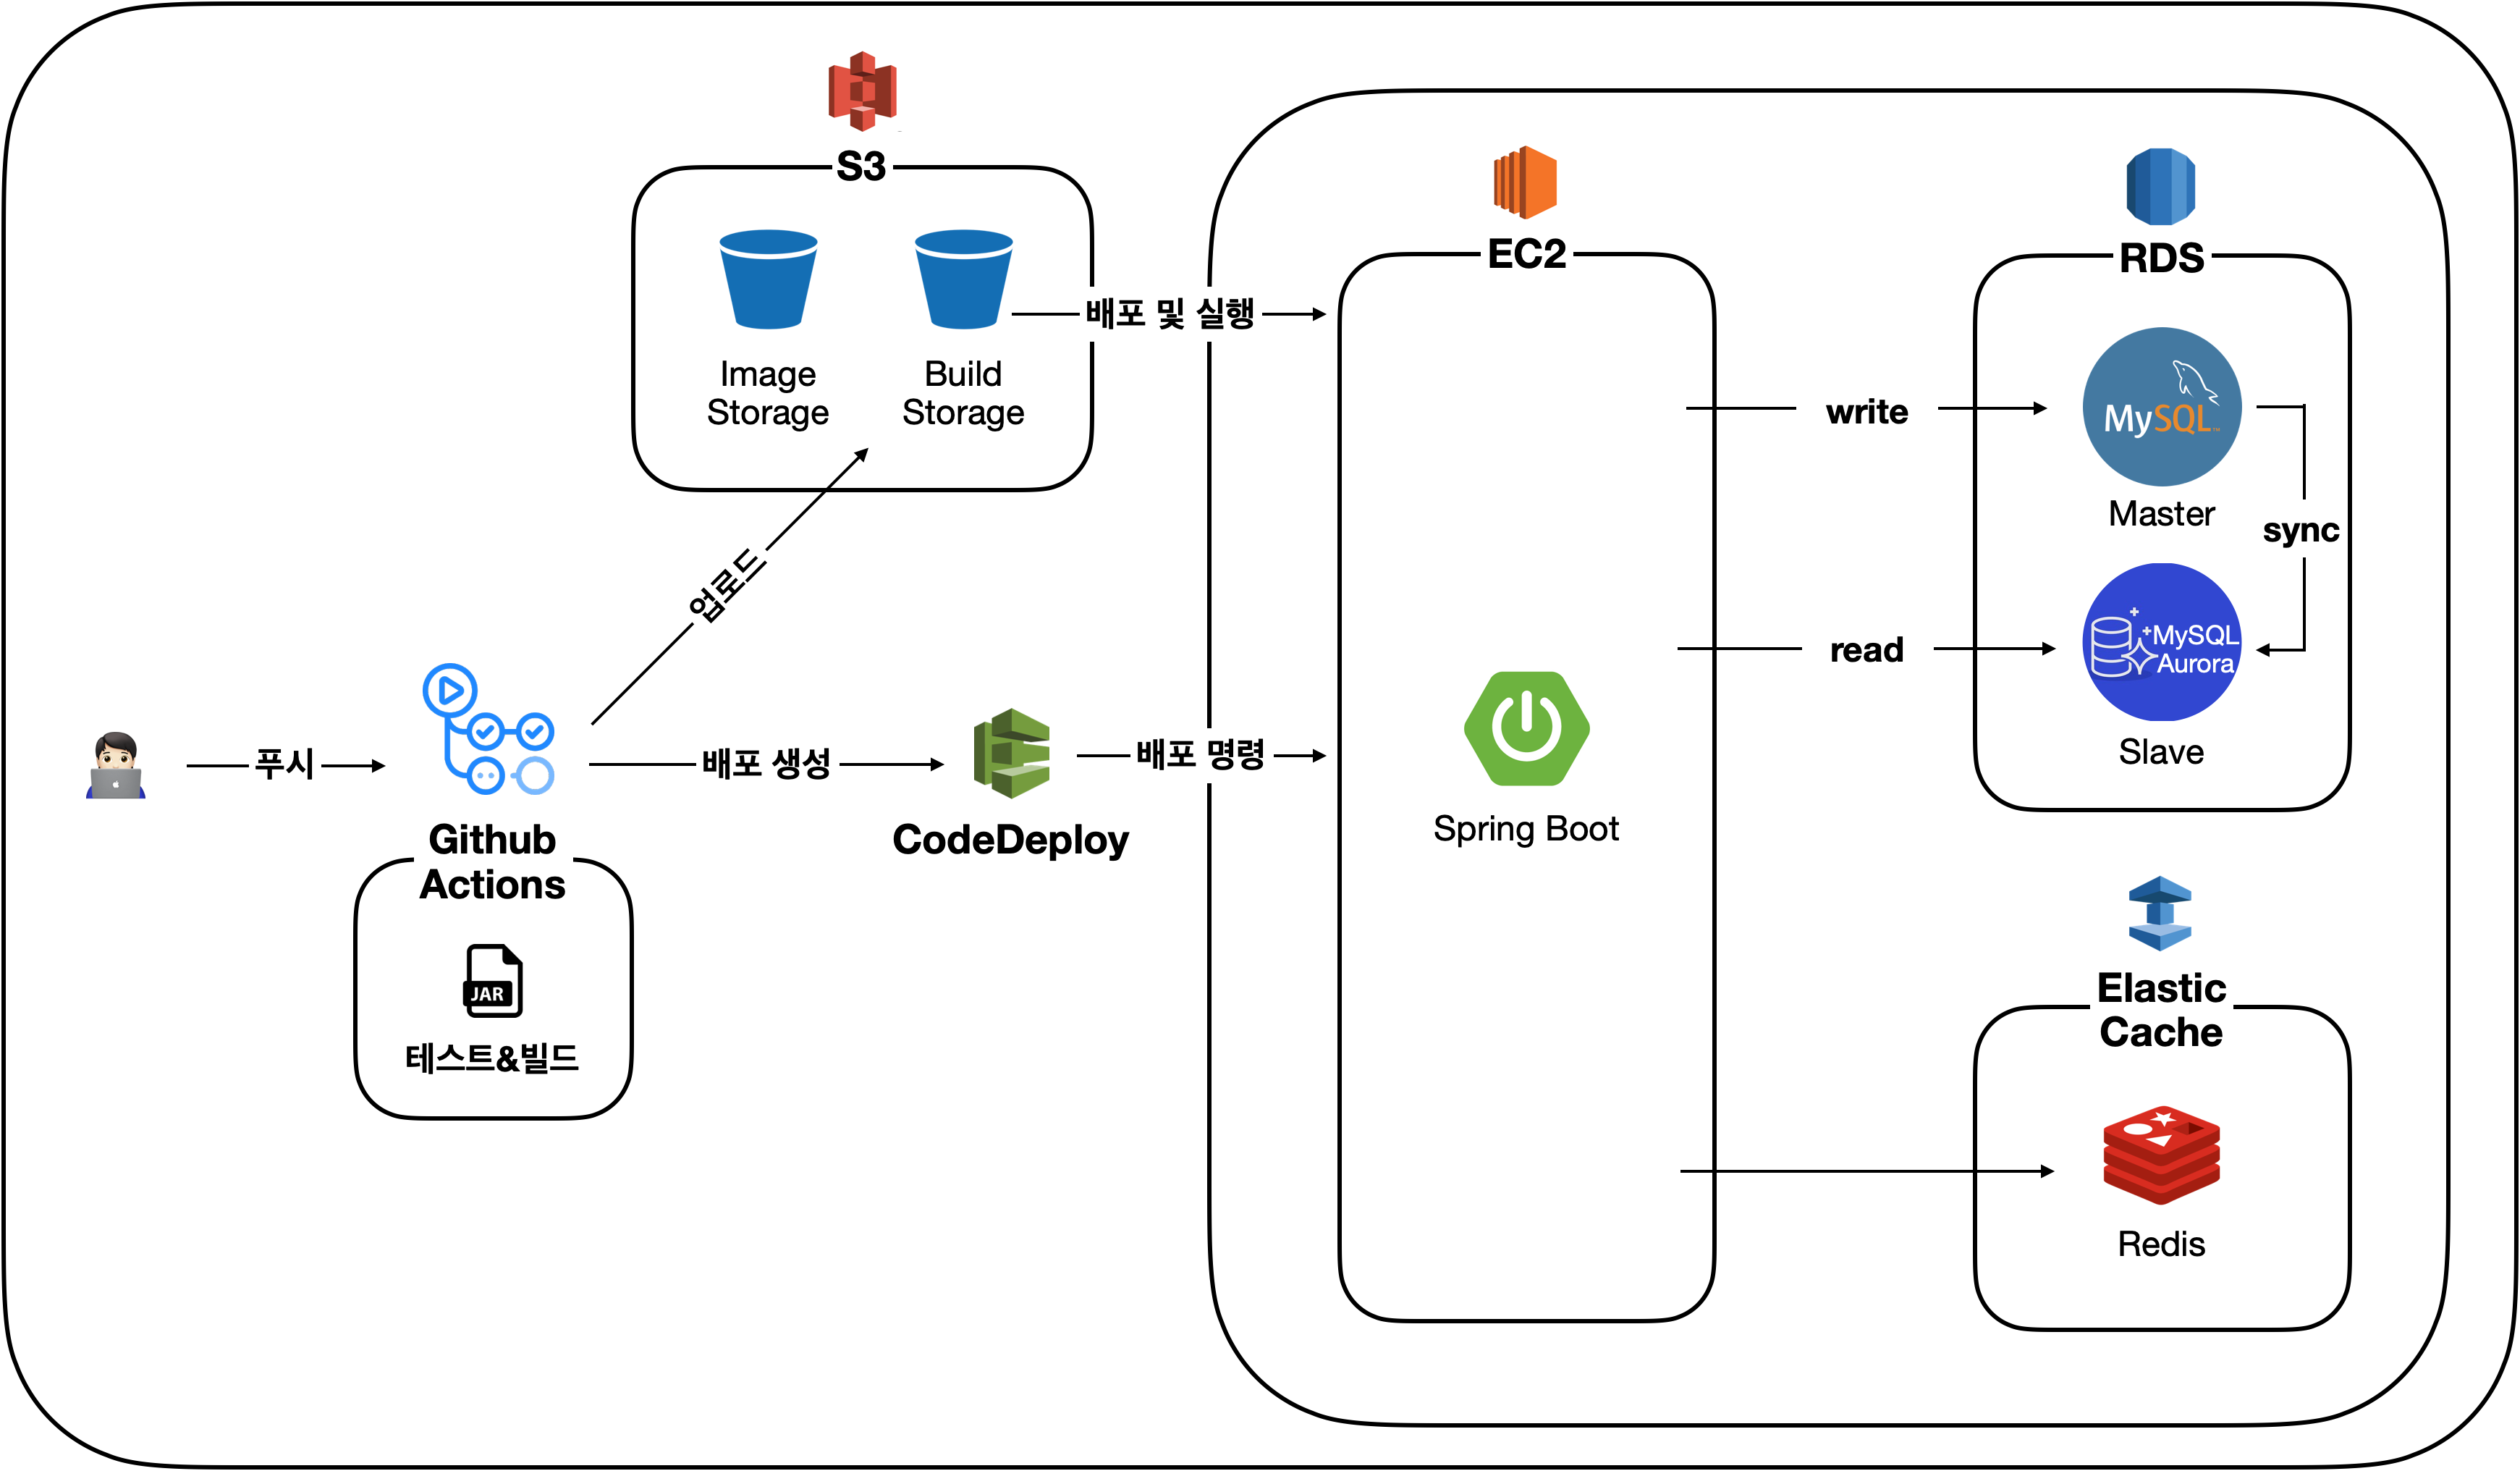 S3
Image
Storage
Build
Storage
배포 및 실행
업로드
푸시
Github
Actions
JAR
테스트&빌드
배포 생성
CodeDeploy
배포 명령
EC2
Spring Boot
write
read
RDS
MySQL™
Master
sync
MySQL
Aurora
Slave
Elastic
Cache
Redis